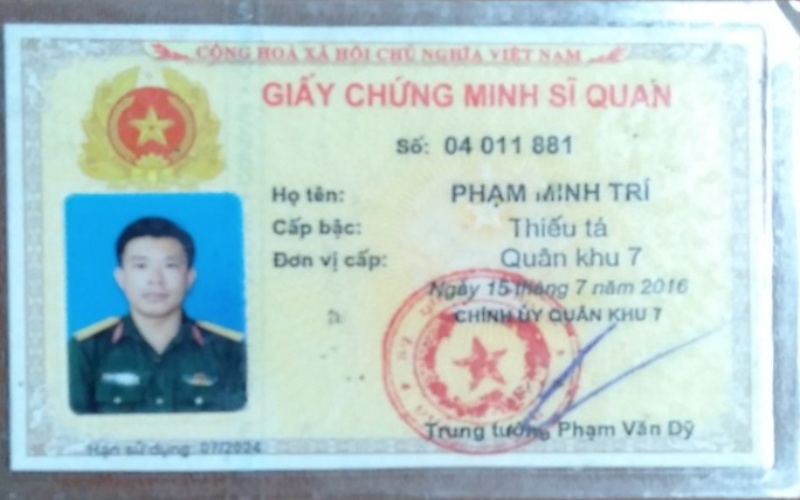 CỘNG HOÀ XÃ HỘI CHỦ NGHĨA VIỆT NAM
GIẤY CHỨNG MINH SĨ QUAN
Số: 04 011 881
Họ tên: PHẠM MINH TRÍ
Cấp bậc: Thiếu tá
Đơn vị cấp: Quân khu 7
Ngày 15 tháng 7 năm 2016
CHÍNH ỦY QUÂN KHU 7
Trung tướng Phạm Văn Dỹ
Hạn sử dụng: 07/2024